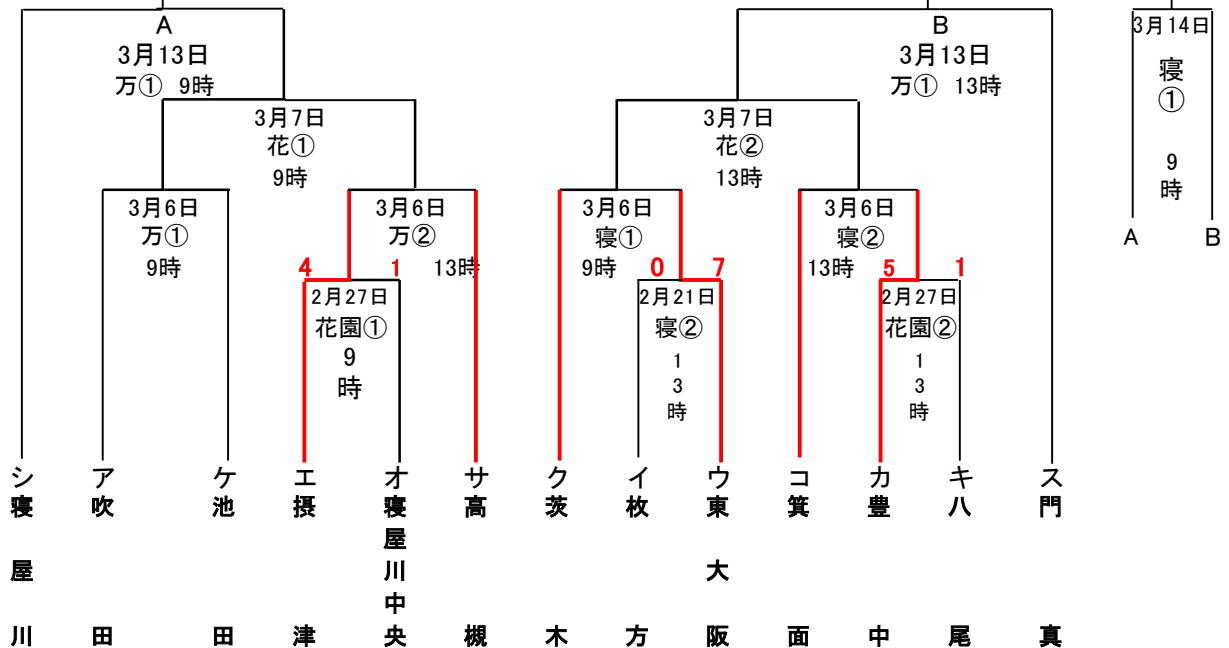 A
3月13日
万① 9時
B
3月13日
万① 13時
3月14日
寝
①
9
時
A
B
3月7日
花①
9時
3月7日
花②
13時
3月6日
万①
9時
3月6日
万②
13時
3月6日
寝①
9時
3月6日
寝②
13時
4
1
2月27日
花園①
9
時
0
7
2月21日
寝②
1
3
時
5
1
2月27日
花園②
1
3
時
シ
寝屋川
ア
吹田
ケ
池田
エ
摂津
オ
寝屋川中央
サ
高槻
ク
茨木
イ
枚方
ウ
東大阪
コ
箕面
カ
豊中
キ
八尾
ス
門真